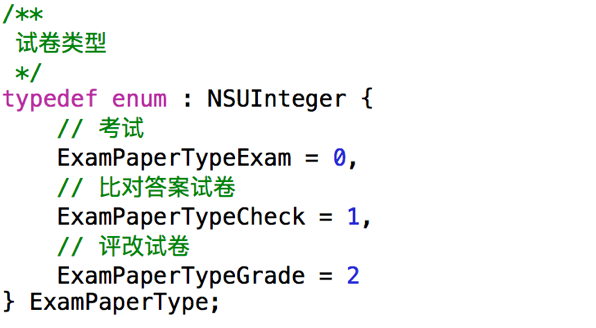 /**
 试卷类型
 */
typedef enum : NSUInteger {
    // 考试
    ExamPaperTypeExam = 0,
    // 比对答案试卷
    ExamPaperTypeCheck = 1,
    // 评改试卷
    ExamPaperTypeGrade = 2
} ExamPaperType;